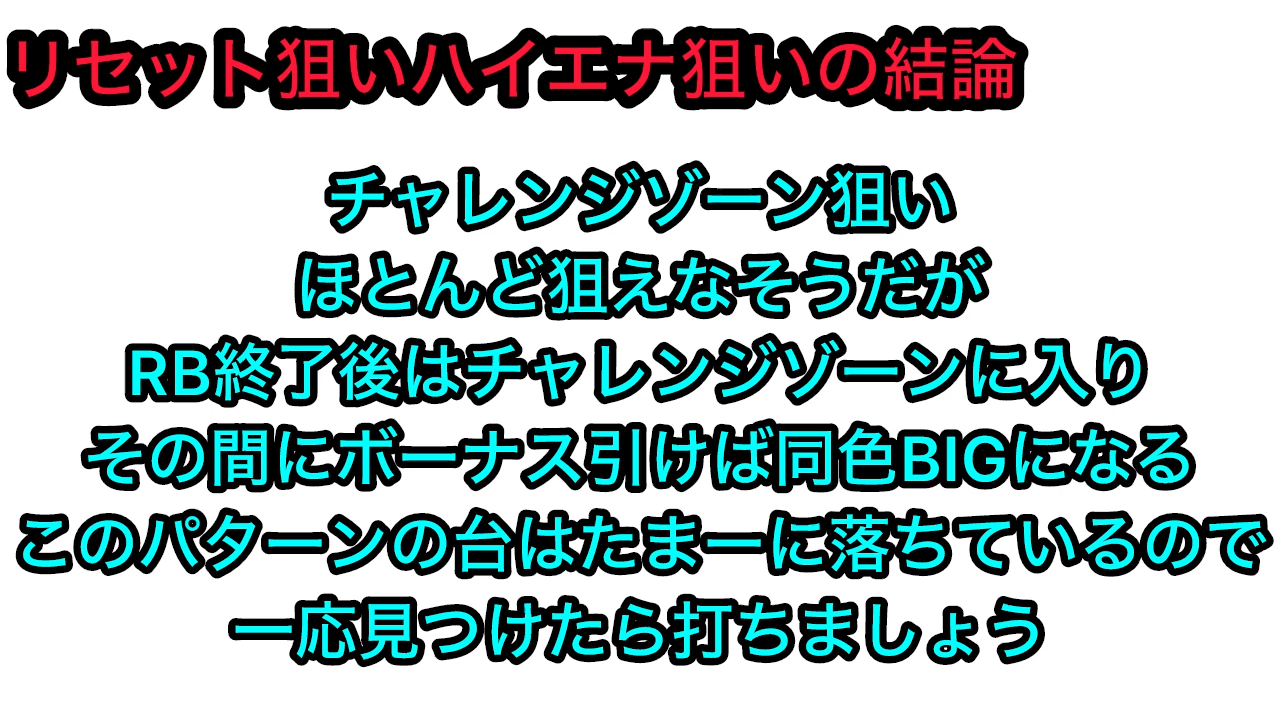 リセット狙いハイエナ狙いの結論
チャレンジゾーン狙い
ほとんど狙えなそうだが
RB終了後はチャレンジゾーンに入り
その間にボーナス引けば同色BIGになる
このパターンの台はたまーに落ちているので
一応見つけたら打ちましょう